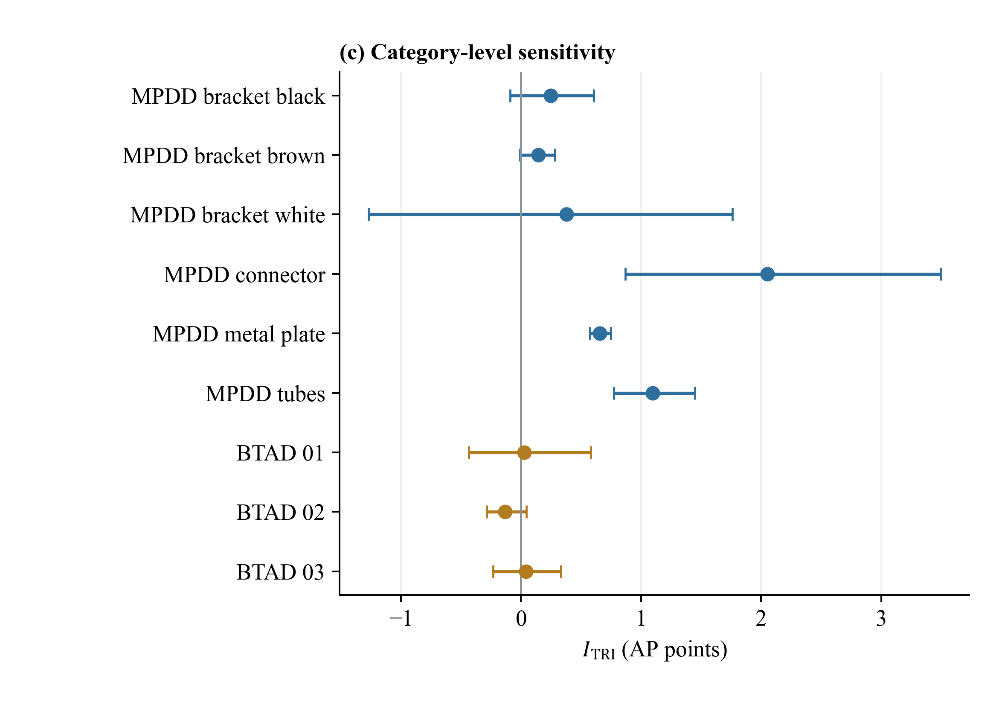 (c) Category-level sensitivity
MPDD bracket black
MPDD bracket brown
MPDD bracket white
MPDD connector
MPDD metal plate
MPDD tubes
BTAD 01
BTAD 02
BTAD 03
−1 0 1 2 3
I_TRI (AP points)